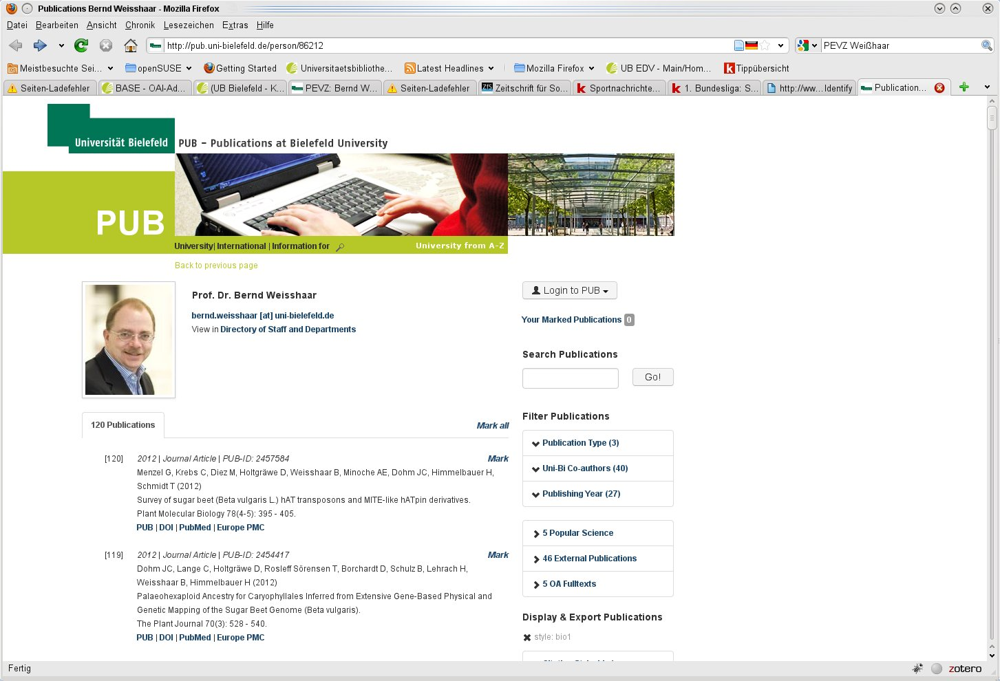 Publications Bernd Weisshaar - Mozilla Firefox
Datei Bearbeiten Ansicht Chronik Lesezeichen Extras Hilfe
http://pub.uni-bielefeld.de/person/86212
PEVZ Weißhaar
Meistbesuchte Sei... openSUSE Getting Started Universitaetsbibliothe... Latest Headlines Mozilla Firefox UB EDV - Main/Hom... Tippübersicht
Seiten-Ladefehler BASE - OAI-Ad... (UB Bielefeld - K... PEVZ: Bernd W... Seiten-Ladefehler ZfS Zeitschrift für So... Sportnachrichte... 1. Bundesliga: S... http://ww...Identify Publication...
Universität Bielefeld
PUB - Publications at Bielefeld University
PUB
University| International | Information for
University from A-Z
Back to previous page
Prof. Dr. Bernd Weisshaar
bernd.weisshaar [at] uni-bielefeld.de
View in Directory of Staff and Departments
120 Publications
Mark all
[120] 2012 | Journal Article | PUB-ID: 2457584 Mark
Menzel G, Krebs C, Diez M, Holtgräwe D, Weisshaar B, Minoche AE, Dohm JC, Himmelbauer H,
Schmidt T (2012)
Survey of sugar beet (Beta vulgaris L.) hAT transposons and MITE-like hATpin derivatives.
Plant Molecular Biology 78(4-5): 395 - 405.
PUB | DOI | PubMed | Europe PMC
[119] 2012 | Journal Article | PUB-ID: 2454417 Mark
Dohm JC, Lange C, Holtgräwe D, Rosleff Sörensen T, Borchardt D, Schulz B, Lehrach H,
Weisshaar B, Himmelbauer H (2012)
Palaeohexaploid Ancestry for Caryophyllales Inferred from Extensive Gene-Based Physical and
Genetic Mapping of the Sugar Beet Genome (Beta vulgaris).
The Plant Journal 70(3): 528 - 540.
PUB | DOI | PubMed | Europe PMC
Login to PUB
Your Marked Publications 0
Search Publications
Go!
Filter Publications
Publication Type (3)
Uni-Bi Co-authors (40)
Publishing Year (27)
5 Popular Science
46 External Publications
5 OA Fulltexts
Display & Export Publications
style: bio1
Fertig
zotero